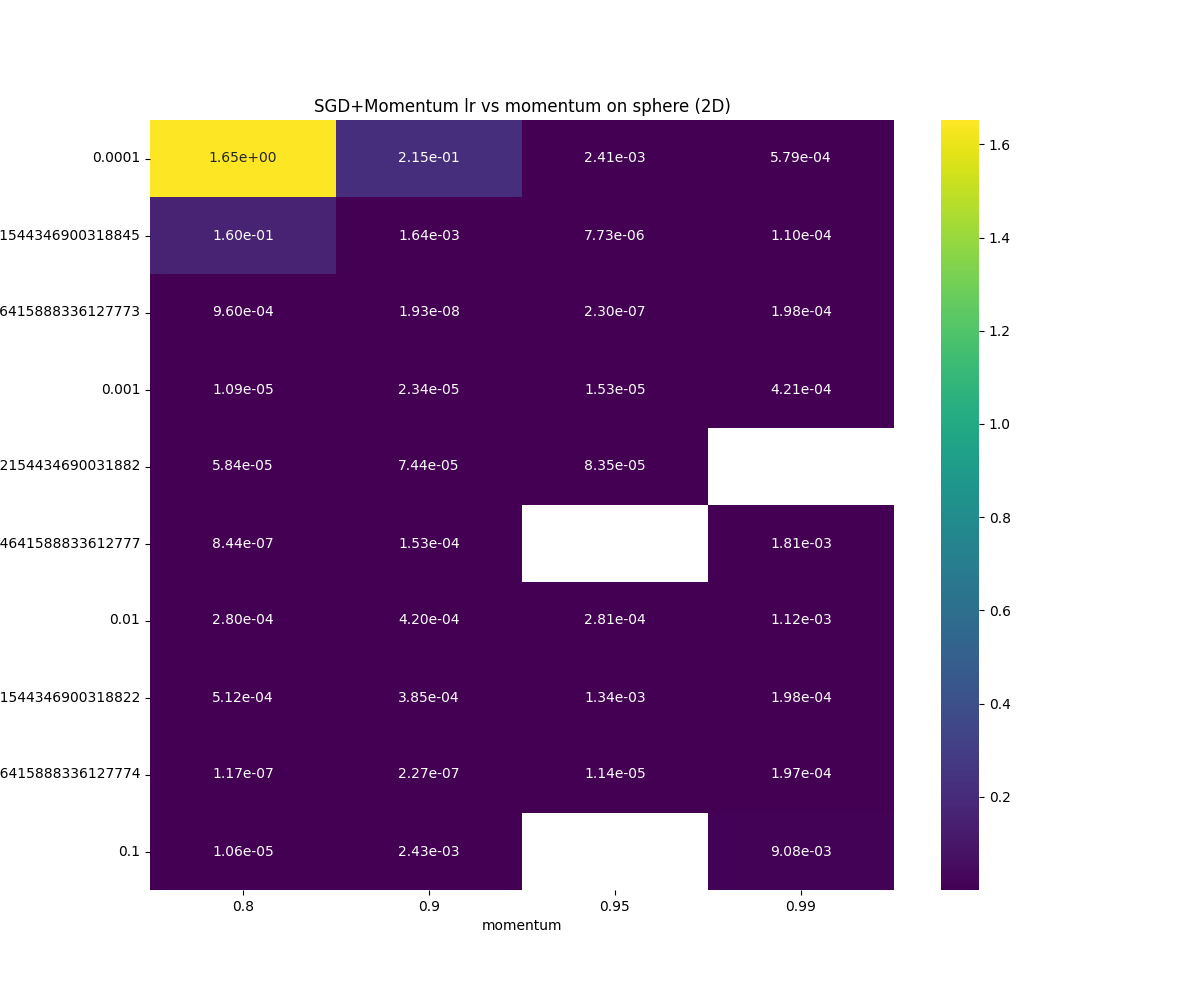 SGD+Momentum lr vs momentum on sphere (2D)
0.0001 1.65e+00 2.15e-01 2.41e-03 5.79e-04
1544346900318845 1.60e-01 1.64e-03 7.73e-06 1.10e-04
6415888336127773 9.60e-04 1.93e-08 2.30e-07 1.98e-04
0.001 1.09e-05 2.34e-05 1.53e-05 4.21e-04
2154434690031882 5.84e-05 7.44e-05 8.35e-05
4641588833612777 8.44e-07 1.53e-04 1.81e-03
0.01 2.80e-04 4.20e-04 2.81e-04 1.12e-03
1544346900318822 5.12e-04 3.85e-04 1.34e-03 1.98e-04
6415888336127774 1.17e-07 2.27e-07 1.14e-05 1.97e-04
0.1 1.06e-05 2.43e-03 9.08e-03
0.8 0.9 0.95 0.99
momentum
1.6
1.4
1.2
1.0
0.8
0.6
0.4
0.2